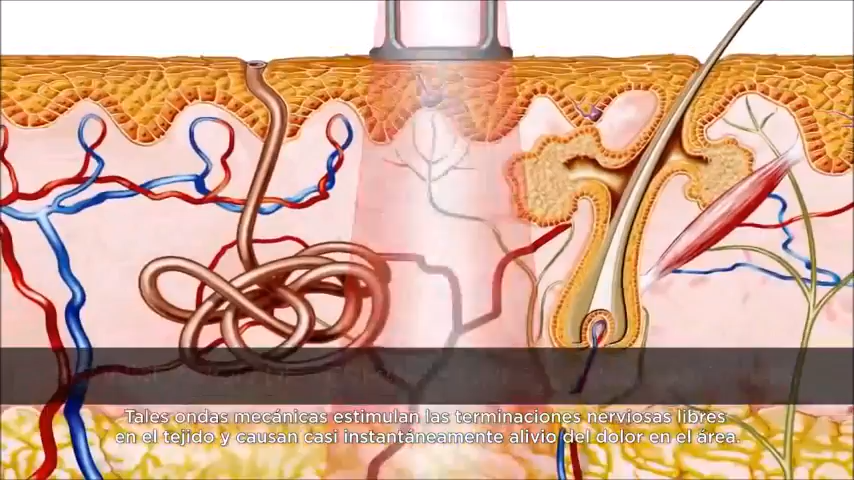 Tales ondas mecánicas estimulan las terminaciones nerviosas libres
en el tejido y causan casi instantáneamente alivio del dolor en el área.